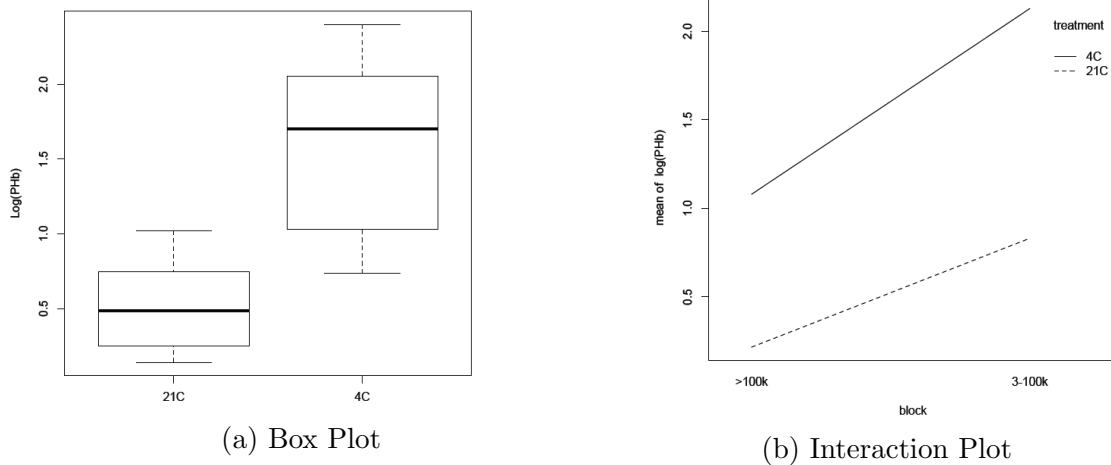 Log(PHb)
2.0
1.5
1.0
0.5
21C
4C
(a) Box Plot
mean of log(PHb)
2.0
1.5
1.0
0.5
>100k
3-100k
block
treatment
4C
21C
(b) Interaction Plot